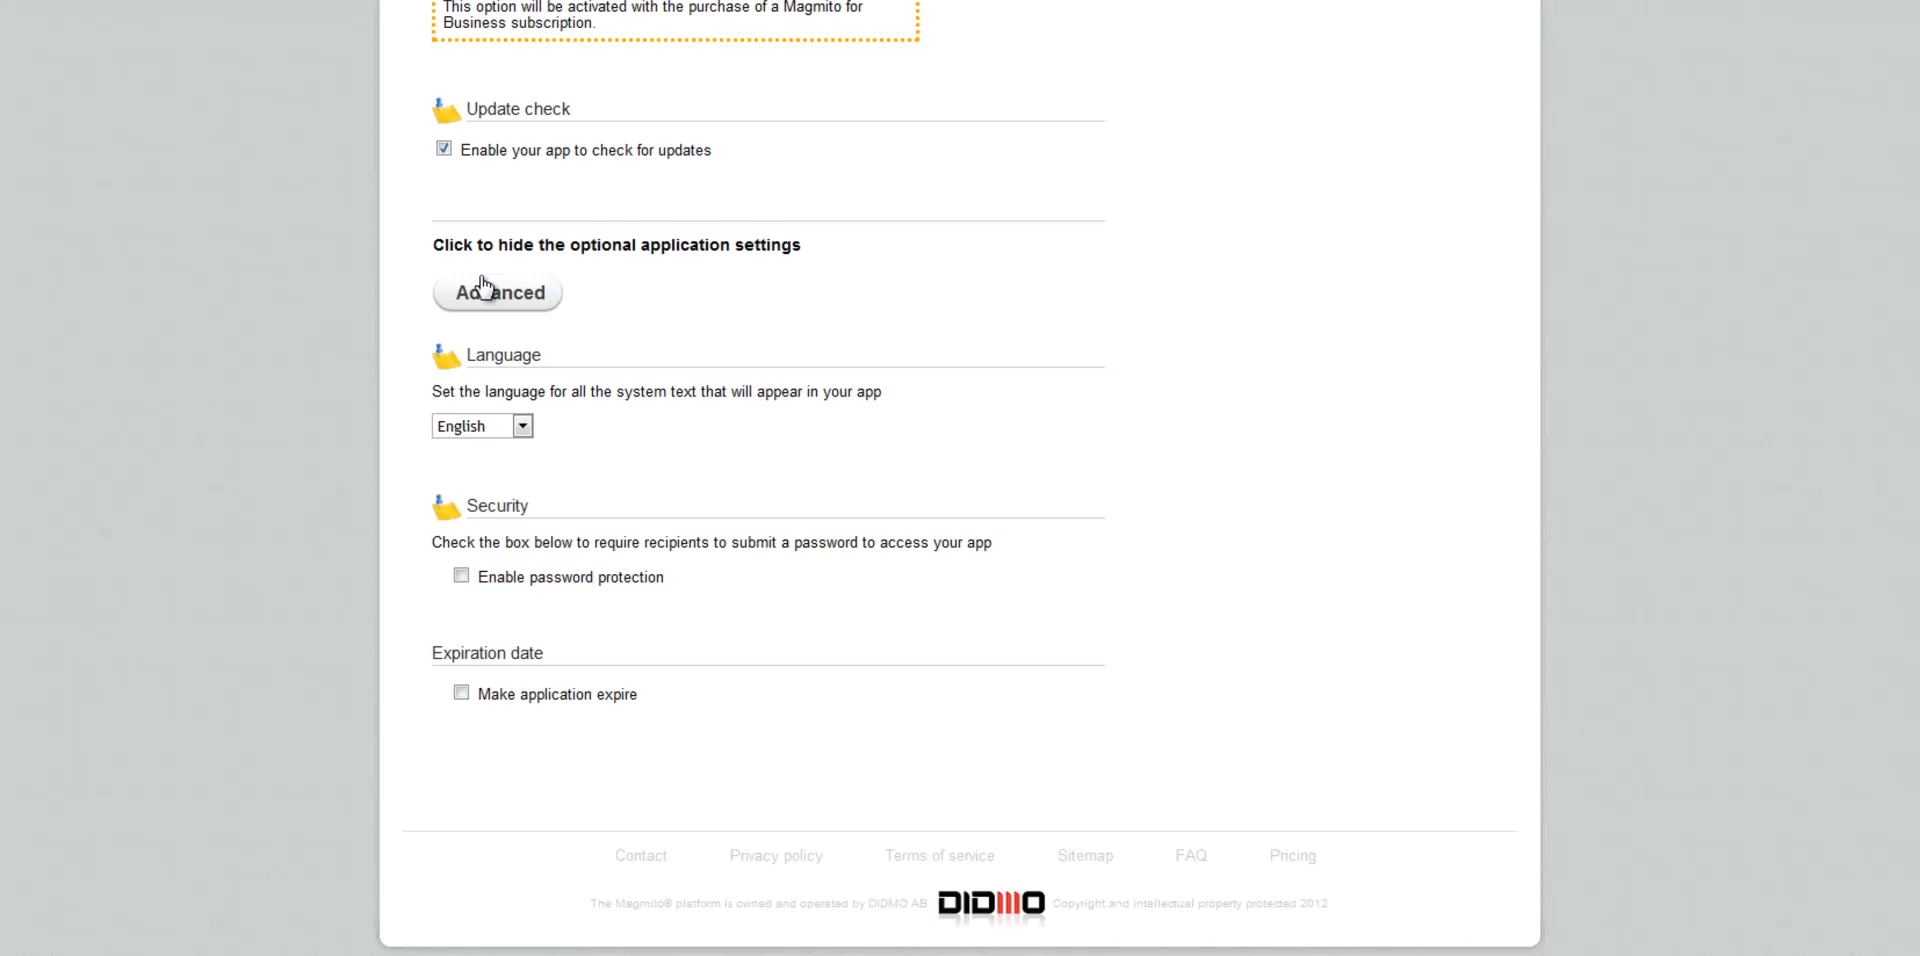 This option will be activated with the purchase of a Magmito for
Business subscription.
Update check
Enable your app to check for updates
Click to hide the optional application settings
Advanced
Language
Set the language for all the system text that will appear in your app
English
Security
Check the box below to require recipients to submit a password to access your app
Enable password protection
Expiration date
Make application expire
Contact Privacy policy Terms of service Sitemap FAQ Pricing
The Magmito® platform is owned and operated by DIDMO AB DIDMO Copyright and intellectual property protected 2012